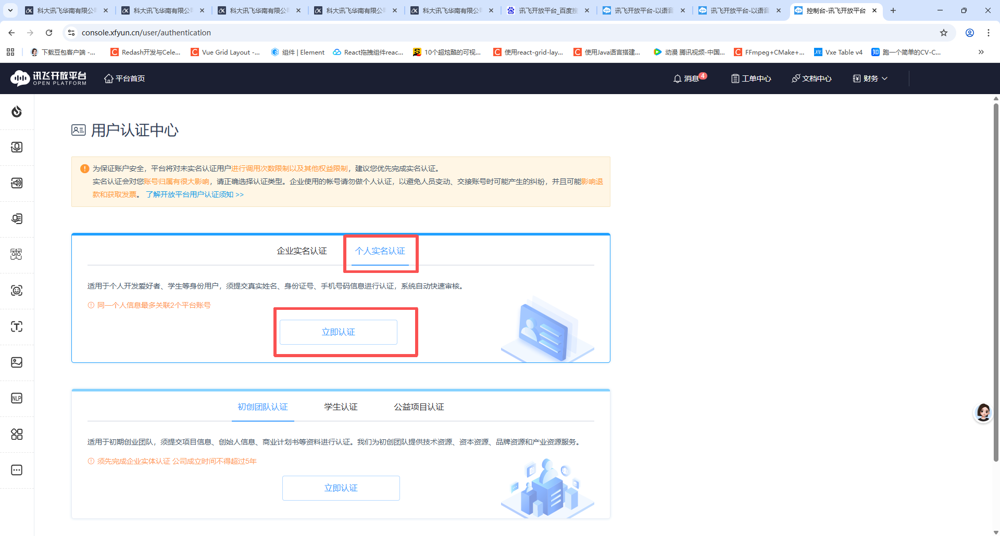 科大讯飞华南有限公司
科大讯飞华南有限公司
科大讯飞华南有限公司
科大讯飞华南有限公司
科大讯飞华南有限公司
讯飞开放平台_百度搜
讯飞开放平台-以语音
讯飞开放平台-以语音
控制台-讯飞开放平台
console.xfyun.cn/user/authentication
下载豆包客户端 -...
Redash开发与Cele...
Vue Grid Layout -...
组件 | Element
React拖拽组件reac...
10个超炫酷的可视...
使用react-grid-lay...
使用Java语言搭建...
动漫 腾讯视频-中国...
FFmpeg+CMake+...
Vxe Table v4
知
跑一个简单的CV-C...
讯飞开放平台
OPEN PLATFORM
平台首页
消息
4
工单中心
文档中心
财务
用户认证中心
为保证账户安全，平台将对未实名认证用户进行调用次数限制以及其他权益限制，建议您优先完成实名认证。
实名认证会对您账号归属有很大影响，请正确选择认证类型。企业使用的帐号请勿做个人认证，以避免人员变动、交接账号时可能产生的纠纷，并且可能影响退
款和获取发票。 了解开放平台用户认证须知 >>
企业实名认证
个人实名认证
适用于个人开发爱好者、学生等身份用户，须提交真实姓名、身份证号、手机号码信息进行认证，系统自动快速审核。
同一个人信息最多关联2个平台账号
立即认证
NLP
初创团队认证
学生认证
公益项目认证
适用于初期创业团队，须提交项目信息、创始人信息、商业计划书等资料进行认证。我们为初创团队提供技术资源、资本资源、品牌资源和产业资源服务。
须先完成企业实体认证 公司成立时间不得超过5年
立即认证